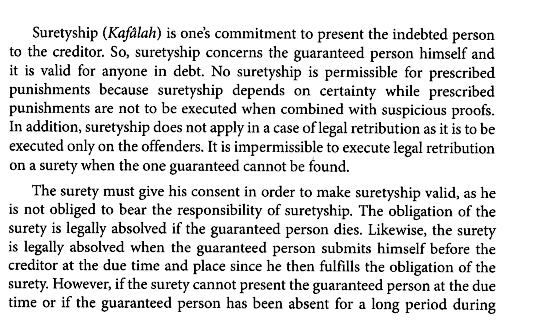 Suretyship (Kafâlah) is one's commitment to present the indebted person
to the creditor. So, suretyship concerns the guaranteed person himself and
it is valid for anyone in debt. No suretyship is permissible for prescribed
punishments because suretyship depends on certainty while prescribed
punishments are not to be executed when combined with suspicious proofs.
In addition, suretyship does not apply in a case of legal retribution as it is to be
executed only on the offenders. It is impermissible to execute legal retribution
on a surety when the one guaranteed cannot be found.
The surety must give his consent in order to make suretyship valid, as he
is not obliged to bear the responsibility of suretyship. The obligation of the
surety is legally absolved if the guaranteed person dies. Likewise, the surety
is legally absolved when the guaranteed person submits himself before the
creditor at the due time and place since he then fulfills the obligation of the
surety. However, if the surety cannot present the guaranteed person at the due
time or if the guaranteed person has been absent for a long period during